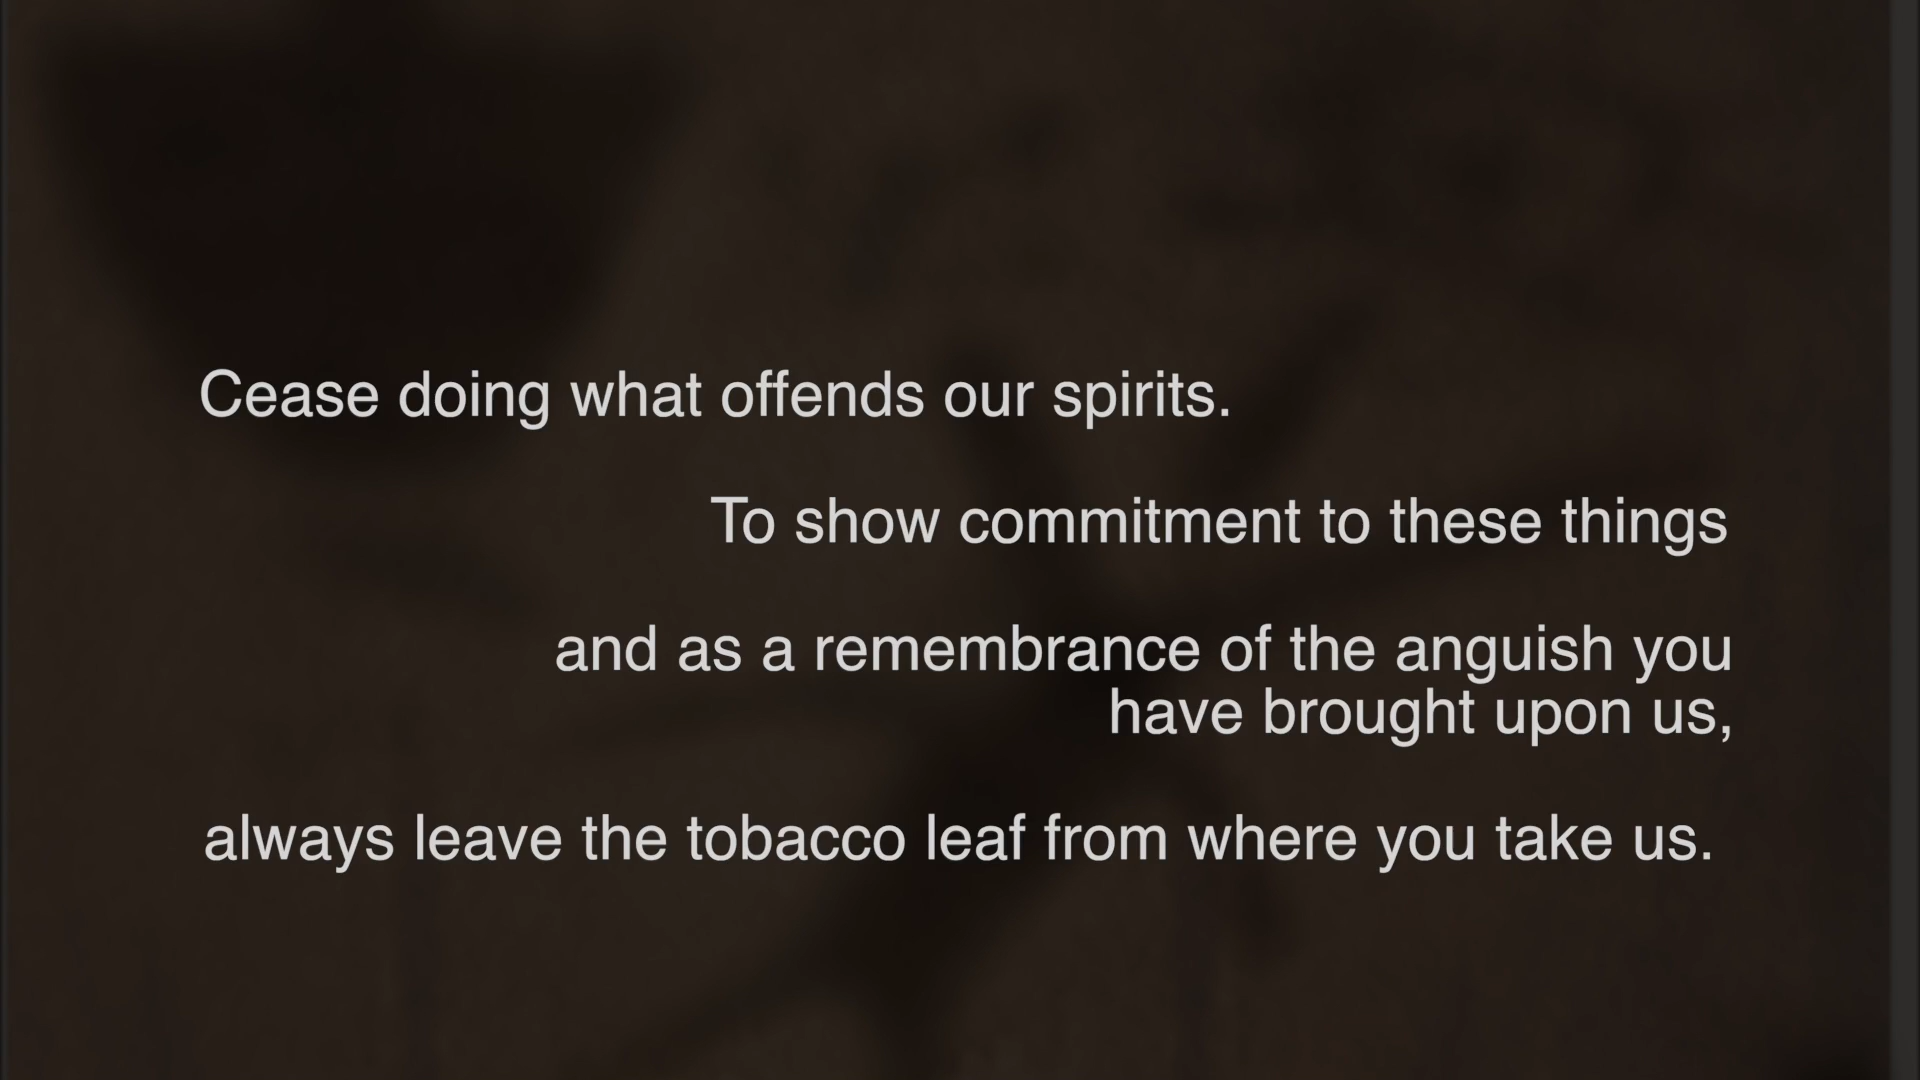 Cease doing what offends our spirits.
To show commitment to these things
and as a remembrance of the anguish you
have brought upon us,
always leave the tobacco leaf from where you take us.